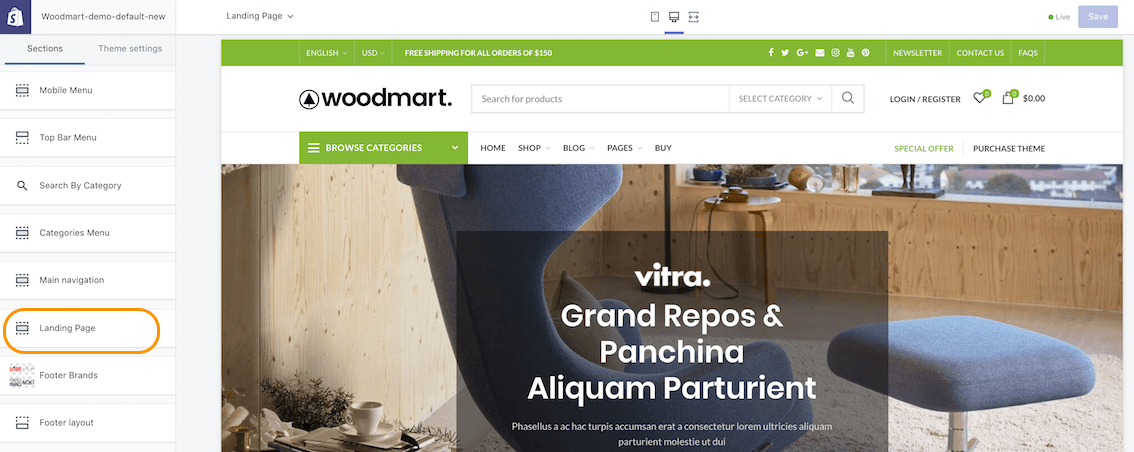 Woodmart-demo-default-new
Landing Page
Live
Save
Sections
Theme settings
Mobile Menu
Top Bar Menu
Search By Category
Categories Menu
Main navigation
Landing Page
Footer Brands
Footer layout
ENGLISH USD FREE SHIPPING FOR ALL ORDERS OF $150 NEWSLETTER CONTACT US FAQS
woodmart.
Search for products SELECT CATEGORY
LOGIN / REGISTER 0 0 $0.00
BROWSE CATEGORIES HOME SHOP BLOG PAGES BUY SPECIAL OFFER PURCHASE THEME
vitra.
Grand Repos &
Panchina
Aliquam Parturient
Phasellus a ac hac turpis accumsan erat a consectetur lorem ultricies aliquam
parturient molestie ut dui